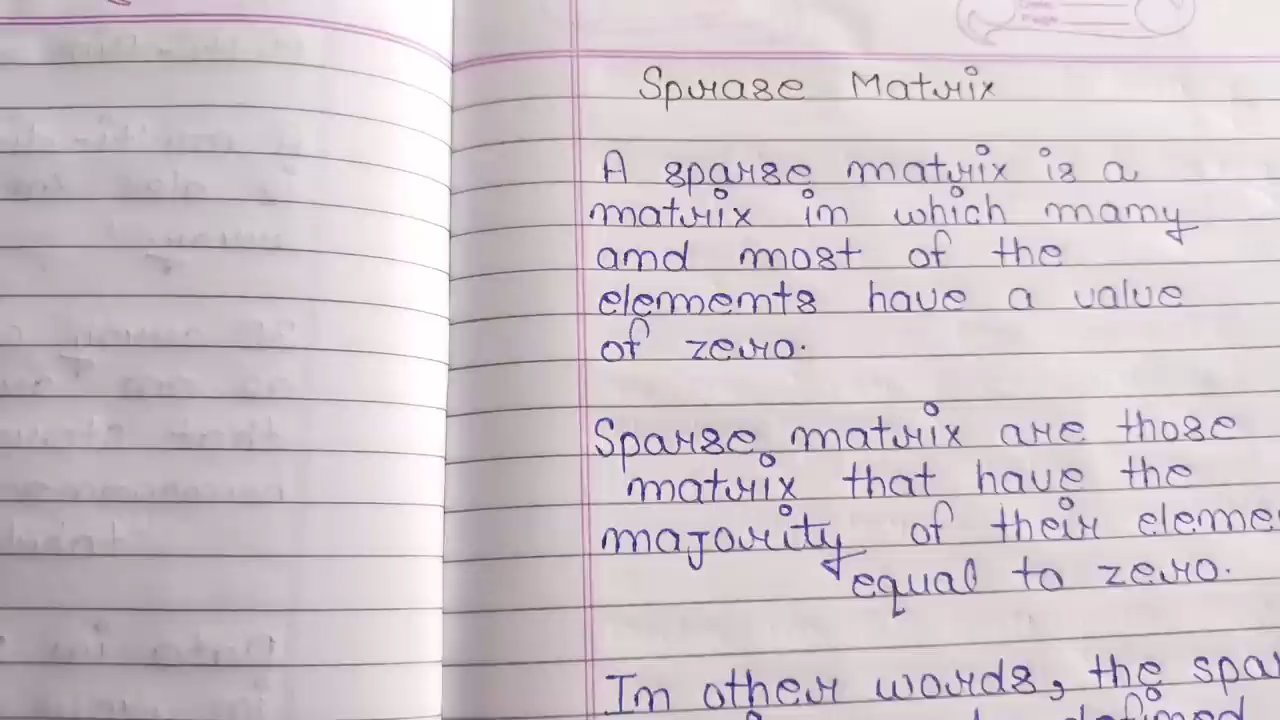 Sprase Matrix
A sparse matrix is a
matrix in which many
and most of the
elements have a value
of zero.
Sparse matrix are those
matrix that have the
majority of their eleme
equal to zero.
In other words, the spa
defined